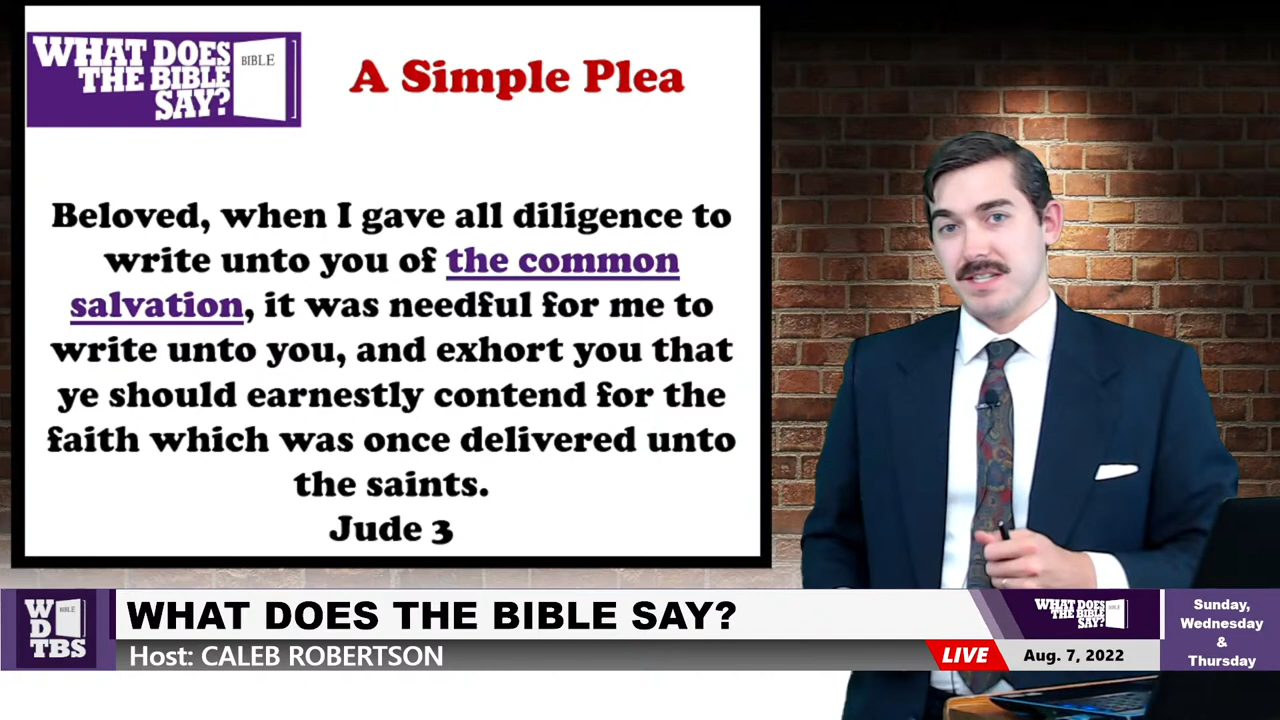 WHAT DOES
THE BIBLE
SAY?
BIBLE
A Simple Plea
Beloved, when I gave all diligence to
write unto you of the common
salvation, it was needful for me to
write unto you, and exhort you that
ye should earnestly contend for the
faith which was once delivered unto
the saints.
Jude 3
W
D
TBS
BIBLE
WHAT DOES THE BIBLE SAY?
Host: CALEB ROBERTSON
WHAT DOES
THE BIBLE
SAY?
LIVE
Aug. 7, 2022
Sunday,
Wednesday
&
Thursday